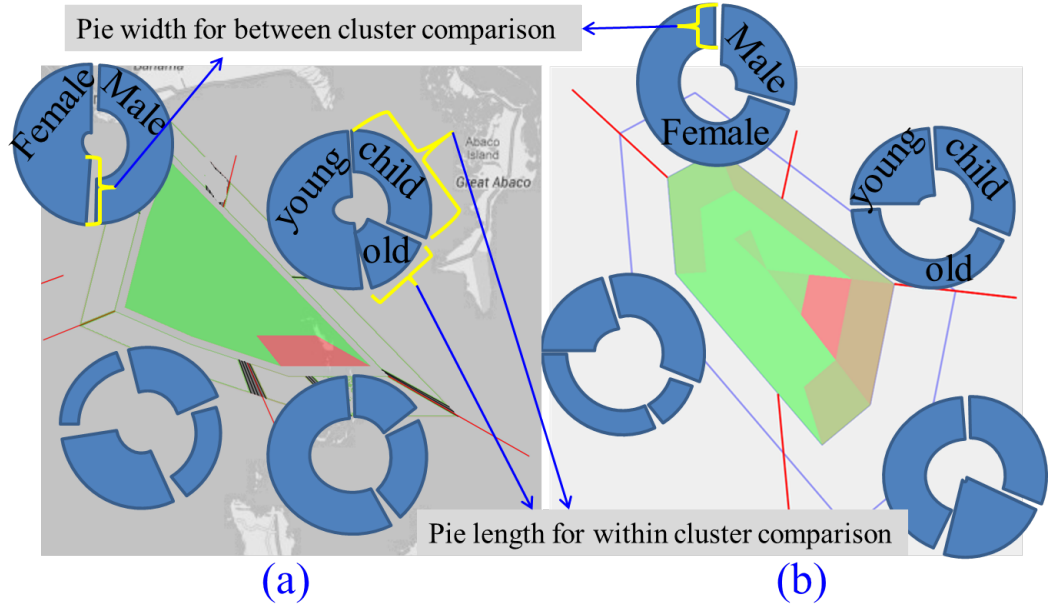 Pie width for between cluster comparison
Bahama
Female
Male
young
child
old
Abaco
Island
Great Abaco
Male
Female
young
child
old
Pie length for within cluster comparison
(a)
(b)